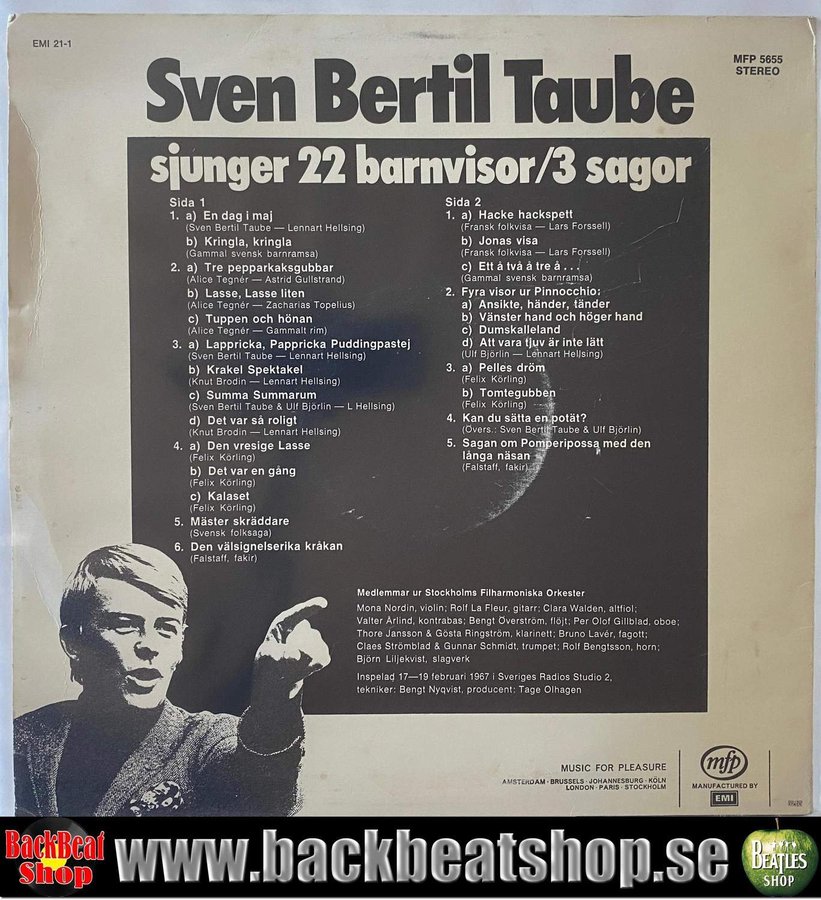 EMI 21-1
MFP 5655
STEREO
Sven Bertil Taube
sjunger 22 barnvisor/3 sagor
Sida 1
1. a) En dag i maj
(Sven Bertil Taube — Lennart Hellsing)
b) Kringla, kringla
(Gammal svensk barnramsa)
2. a) Tre pepparkaksgubbar
(Alice Tegnér — Astrid Gullstrand)
b) Lasse, Lasse liten
(Alice Tegnér — Zacharias Topelius)
c) Tuppen och hönan
(Alice Tegnér — Gammalt rim)
3. a) Lappricka, Pappricka Puddingpastej
(Sven Bertil Taube — Lennart Hellsing)
b) Krakel Spektakel
(Knut Brodin — Lennart Hellsing)
c) Summa Summarum
(Sven Bertil Taube & Ulf Björlin — L Hellsing)
d) Det var så roligt
(Knut Brodin — Lennart Hellsing)
4. a) Den vresige Lasse
(Felix Körling)
b) Det var en gång
(Felix Körling)
c) Kalaset
(Felix Körling)
5. Mäster skräddare
(Svensk folksaga)
6. Den välsignelserika kråkan
(Falstaff, fakir)
Sida 2
1. a) Hacke hackspett
(Fransk folkvisa — Lars Forssell)
b) Jonas visa
(Fransk folkvisa — Lars Forssell)
c) Ett å två å tre å . . .
(Gammal svensk barnramsa)
2. Fyra visor ur Pinnocchio:
a) Ansikte, händer, tänder
b) Vänster hand och höger hand
c) Dumskalleland
d) Att vara tjuv är inte lätt
(Ulf Björlin — Lennart Hellsing)
3. a) Pelles dröm
(Felix Körling)
b) Tomtegubben
(Felix Körling)
4. Kan du sätta en potät?
(Övers.: Sven Bertil Taube & Ulf Björlin)
5. Sagan om Pomperipossa med den
långa näsan
(Falstaff, fakir)
Medlemmar ur Stockholms Filharmoniska Orkester
Mona Nordin, violin; Rolf La Fleur, gitarr; Clara Walden, altfiol;
Valter Ärlind, kontrabas; Bengt Överström, flöjt; Per Olof Gillblad, oboe;
Thore Jansson & Gösta Ringström, klarinett; Bruno Lavér, fagott;
Claes Strömblad & Gunnar Schmidt, trumpet; Rolf Bengtsson, horn;
Björn Liljekvist, slagverk
Inspelad 17—19 februari 1967 i Sveriges Radios Studio 2,
tekniker: Bengt Nyqvist, producent: Tage Olhagen
MUSIC FOR PLEASURE
AMSTERDAM · BRUSSELS · JOHANNESBURG · KÖLN
LONDON · PARIS · STOCKHOLM
mfp
MANUFACTURED BY
EMI
BackBeat
Shop
www.backbeatshop.se
BEATLES
SHOP